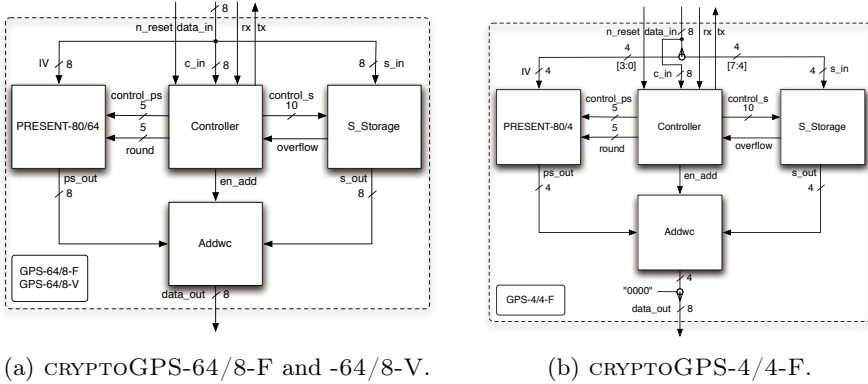 n_reset data_in 8 rx tx
IV 8 c_in 8 8 s_in
control_ps control_s
5 10
PRESENT-80/64 Controller S_Storage
5
round overflow
ps_out en_add s_out
8 8
Addwc
GPS-64/8-F
GPS-64/8-V
data_out 8
(a) CRYPTOGPS-64/8-F and -64/8-V.
n_reset data_in 8 rx tx
4 4
[3:0] [7:4]
IV 4 c_in 8 4 s_in
control_ps control_s
5 10
PRESENT-80/4 Controller S_Storage
5
round overflow
ps_out en_add s_out
4 4
Addwc
4
"0000"
GPS-4/4-F
data_out 8
(b) CRYPTOGPS-4/4-F.